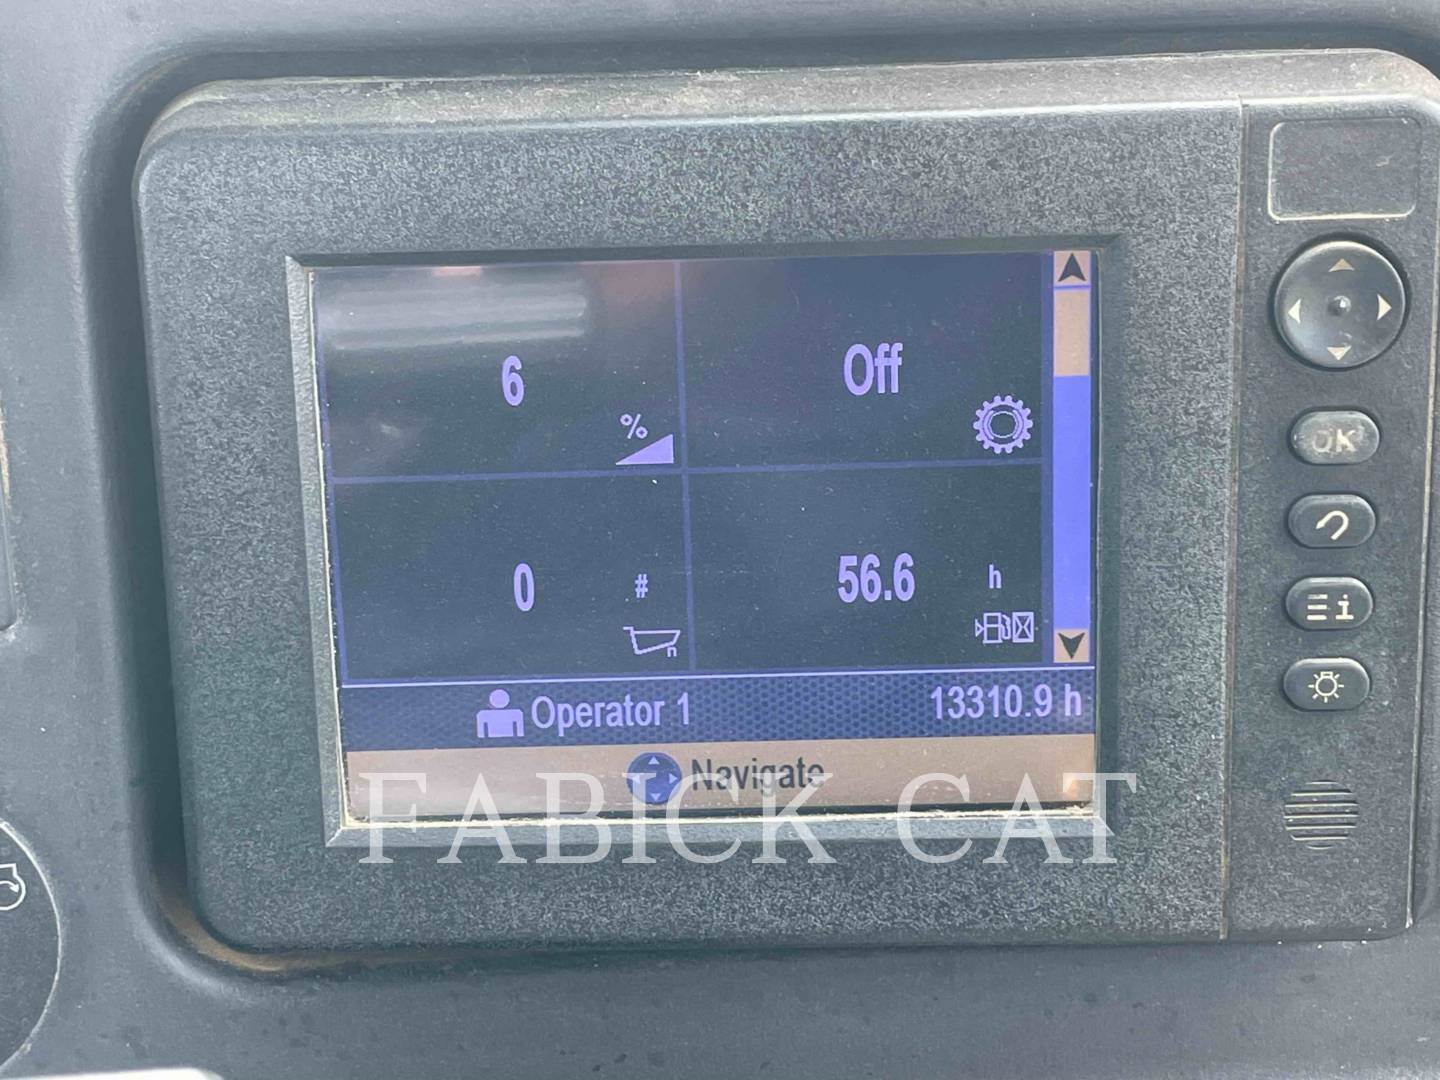 6
%
Off
0
#
n
56.6
h
Operator 1
13310.9 h
Navigate
FABICK CAT
OK
i